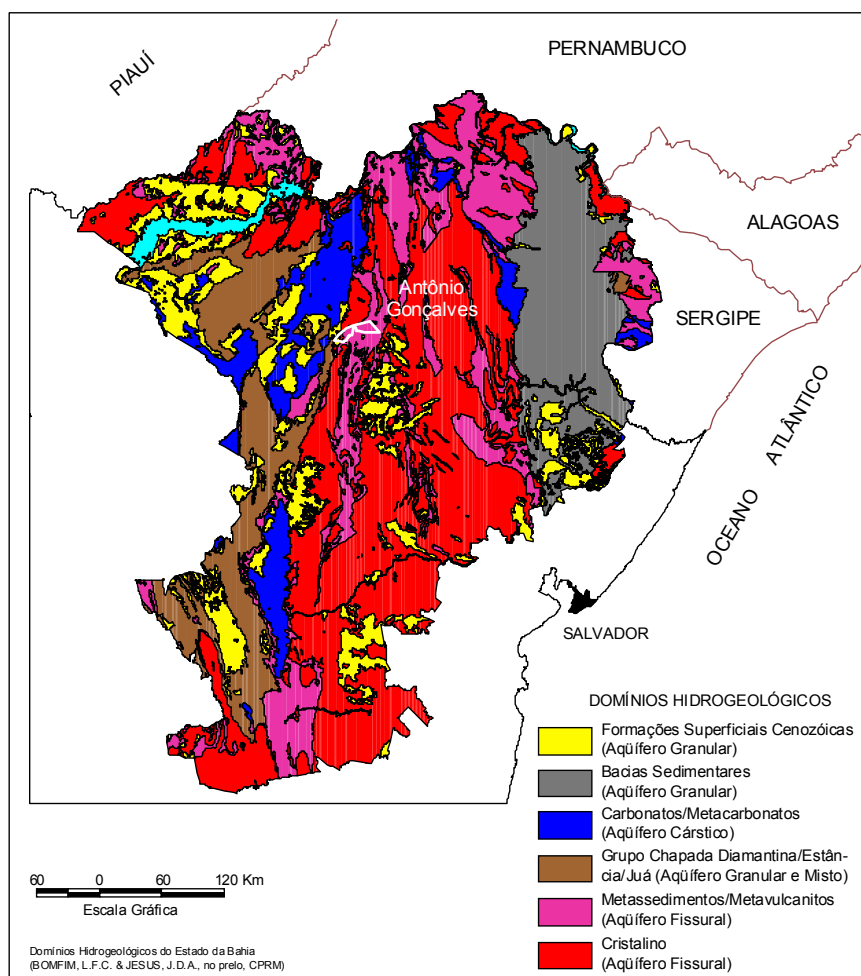 PERNAMBUCO
PIAUÍ
ALAGOAS
Antônio
Gonçalves
SERGIPE
OCEANO ATLÂNTICO
SALVADOR
DOMÍNIOS HIDROGEOLÓGICOS
Formações Superficiais Cenozóicas
(Aqüífero Granular)
Bacias Sedimentares
(Aqüífero Granular)
Carbonatos/Metacarbonatos
(Aqüífero Cárstico)
Grupo Chapada Diamantina/Estân-
cia/Juá (Aqüífero Granular e Misto)
Metassedimentos/Metavulcanitos
(Aqüífero Fissural)
Cristalino
(Aqüífero Fissural)
60 0 60 120 Km
Escala Gráfica
Domínios Hidrogeológicos do Estado da Bahia
(BOMFIM, L.F.C. & JESUS, J.D.A., no prelo, CPRM)